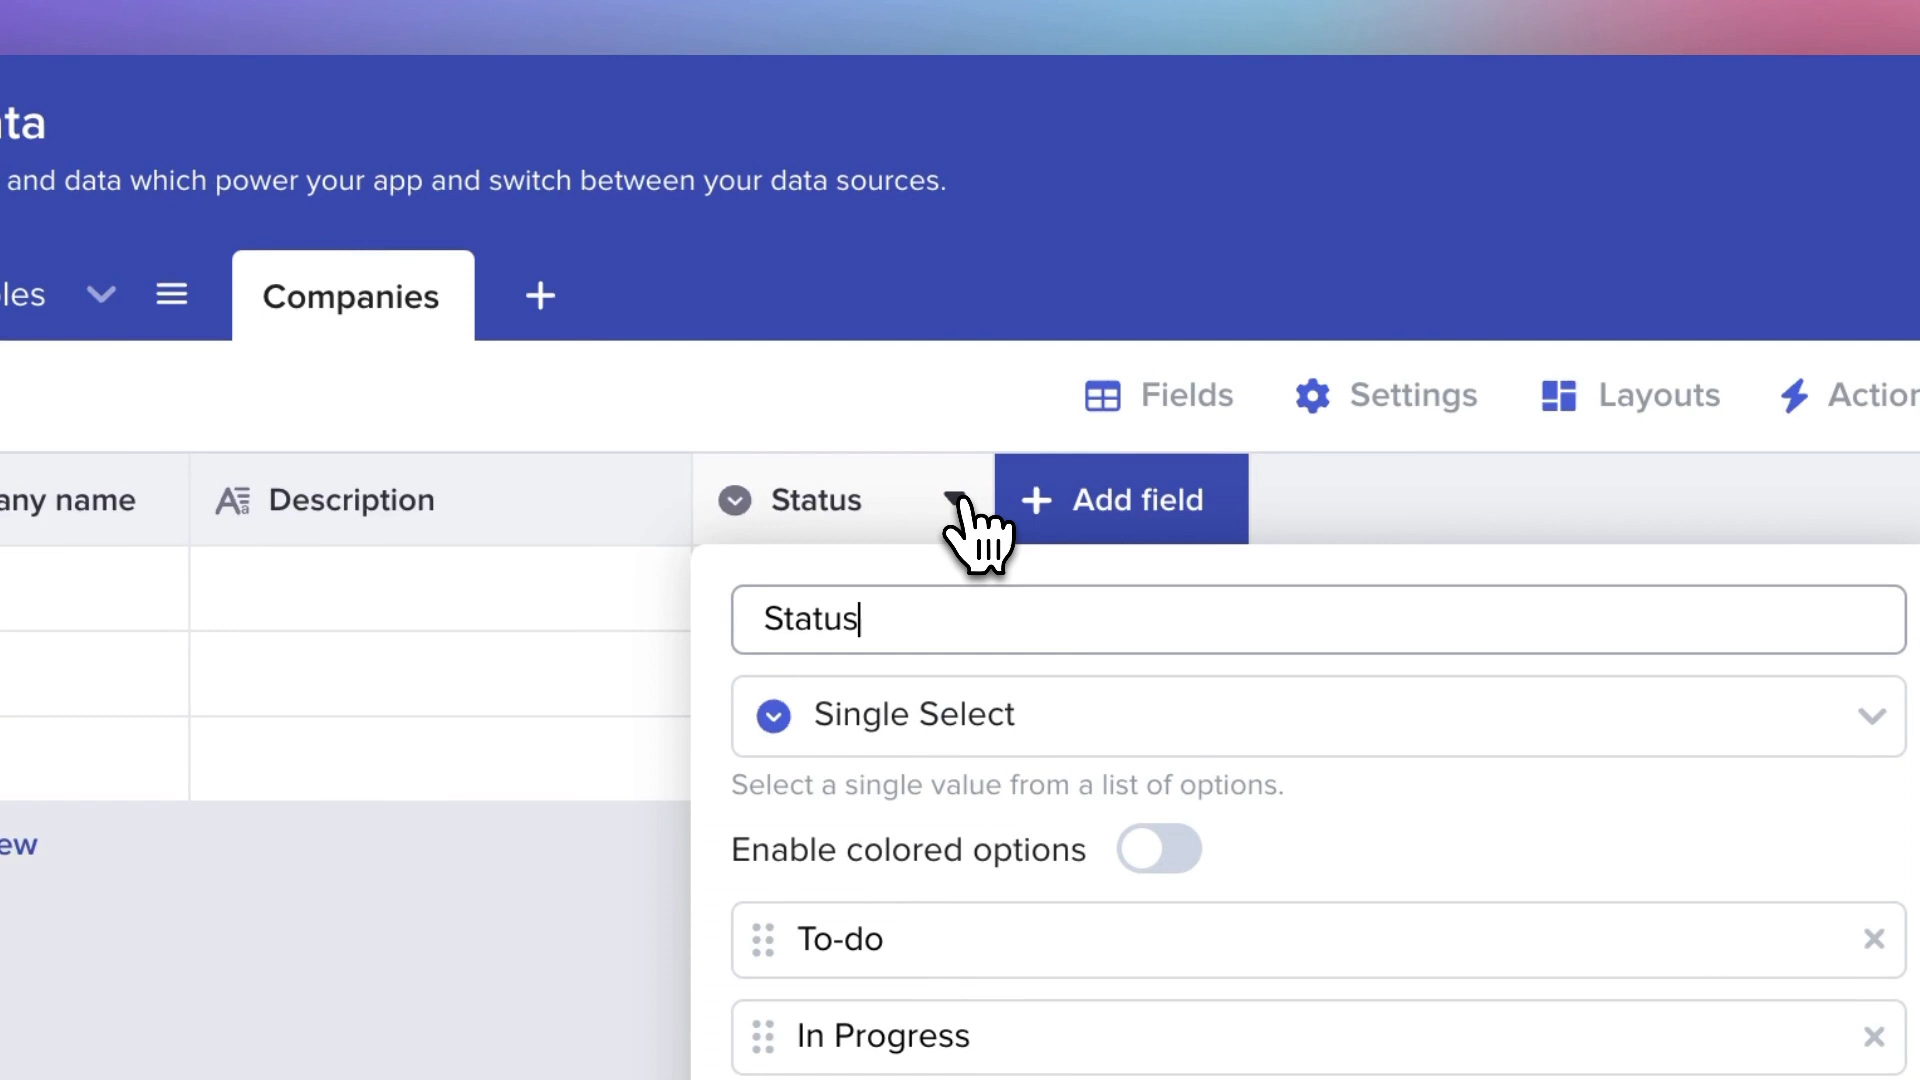 ta
and data which power your app and switch between your data sources.
les
Companies
Fields
Settings
Layouts
Action
any name
Description
Status
Add field
Status
Single Select
Select a single value from a list of options.
Enable colored options
ew
To-do
In Progress